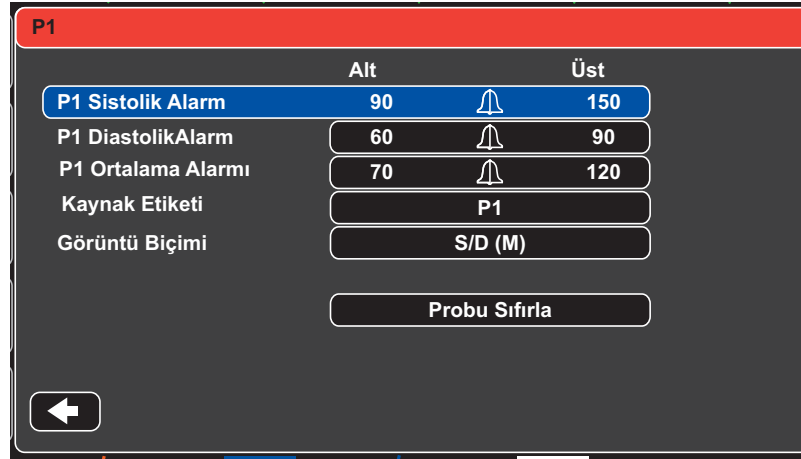 P1
Alt Üst
P1 Sistolik Alarm 90 150
P1 DiastolikAlarm 60 90
P1 Ortalama Alarmı 70 120
Kaynak Etiketi P1
Görüntü Biçimi S/D (M)
Probu Sıfırla